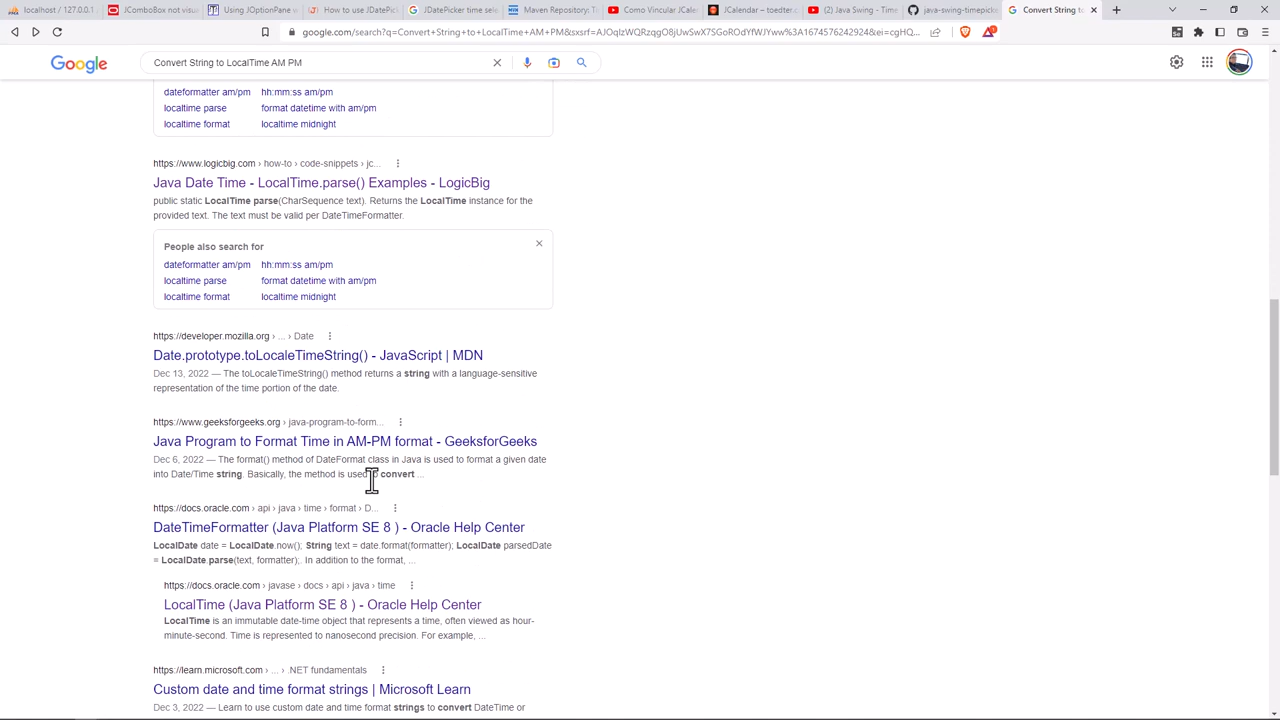 localhost / 127.0.0.1
JComboBox not visu
Using JOptionPane w
How to use JDatePick
JDatePicker time sele
Maven Repository: T
Como Vincular JCale
JCalendar – toedter.c
(2) Java Swing - Time
java-swing-timepicke
Convert String to
google.com/search?q=Convert+String+to+LocalTime+AM+PM&sxsrf=
Google
Convert String to LocalTime AM PM
dateformatter am/pm hh:mm:ss am/pm
localtime parse format datetime with am/pm
localtime format localtime midnight
https://www.logicbig.com › how-to › code-snippets › jc...
Java Date Time - LocalTime.parse() Examples - LogicBig
public static LocalTime parse(CharSequence text). Returns the LocalTime instance for the
provided text. The text must be valid per DateTimeFormatter.
People also search for
dateformatter am/pm hh:mm:ss am/pm
localtime parse format datetime with am/pm
localtime format localtime midnight
https://developer.mozilla.org › ... › Date
Date.prototype.toLocaleTimeString() - JavaScript | MDN
Dec 13, 2022 — The toLocaleTimeString() method returns a string with a language-sensitive
representation of the time portion of the date.
https://www.geeksforgeeks.org › java-program-to-form...
Java Program to Format Time in AM-PM format - GeeksforGeeks
Dec 6, 2022 — The format() method of DateFormat class in Java is used to format a given date
into Date/Time string. Basically, the method is used to convert ...
https://docs.oracle.com › api › java › time › format › D...
DateTimeFormatter (Java Platform SE 8 ) - Oracle Help Center
LocalDate date = LocalDate.now(); String text = date.format(formatter); LocalDate parsedDate
= LocalDate.parse(text, formatter);. In addition to the format, ...
https://docs.oracle.com › javase › docs › api › java › time
LocalTime (Java Platform SE 8 ) - Oracle Help Center
LocalTime is an immutable date-time object that represents a time, often viewed as hour-
minute-second. Time is represented to nanosecond precision. For example, ...
https://learn.microsoft.com › ... › .NET fundamentals
Custom date and time format strings | Microsoft Learn
Dec 3, 2022 — Learn to use custom date and time format strings to convert DateTime or